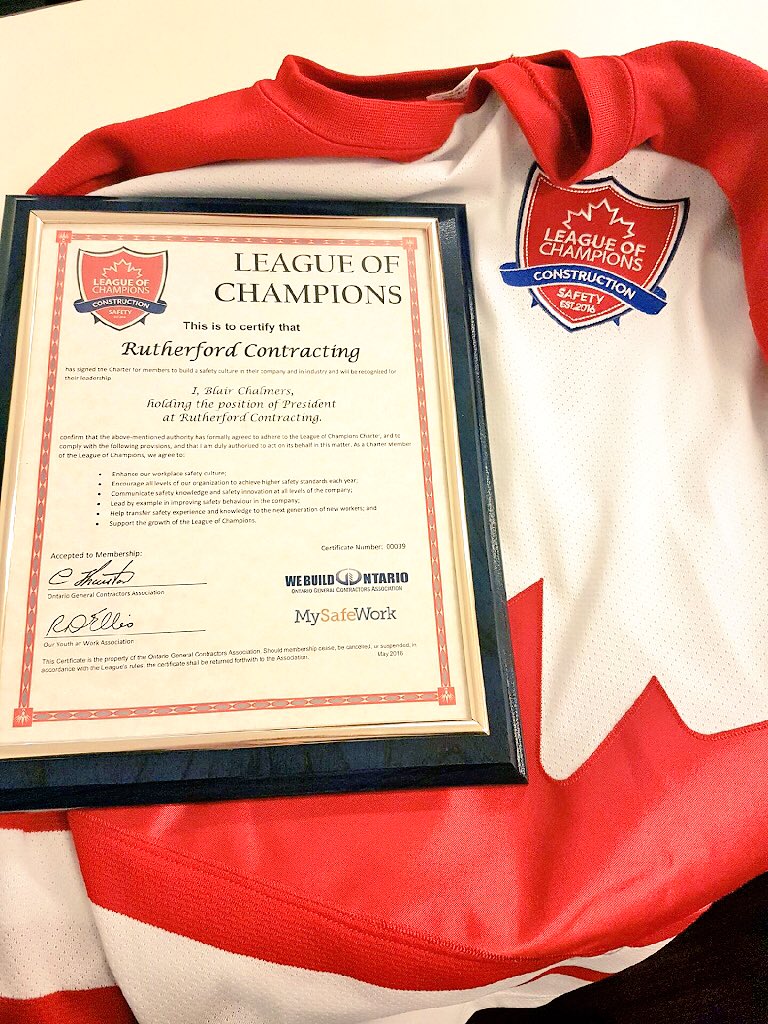 LEAGUE OF
CHAMPIONS
CONSTRUCTION
SAFETY
EST.2016
LEAGUE OF
CHAMPIONS
CONSTRUCTION
SAFETY
LEAGUE OF
CHAMPIONS
This is to certify that
Rutherford Contracting
has signed the Charter for members to build a safety culture in their company and in industry and will be recognized for
their leadership.
I, Blair Chalmers,
holding the position of President
at Rutherford Contracting.
confirm that the above-mentioned authority has formally agreed to adhere to the League of Champions Charter, and to
comply with the following provisions, and that I am duly authorized to act on its behalf in this matter. As a Charter Member
of the League of Champions, we agree to:
• Enhance our workplace safety culture;
• Encourage all levels of our organization to achieve higher safety standards each year;
• Communicate safety knowledge and safety innovation at all levels of the company;
• Lead by example in improving safety behaviour in the company;
• Help transfer safety experience and knowledge to the next generation of new workers; and
• Support the growth of the League of Champions.
Certificate Number: 00039
Accepted to Membership:
Ontario General Contractors Association
WE BUILD ONTARIO
ONTARIO GENERAL CONTRACTORS ASSOCIATION
MySafeWork
R D Ellis
Our Youth at Work Association
This Certificate is the property of the Ontario General Contractors Association. Should membership cease, be cancelled, or suspended, in
accordance with the League's rules, the certificate shall be returned forthwith to the Association.
May 2016